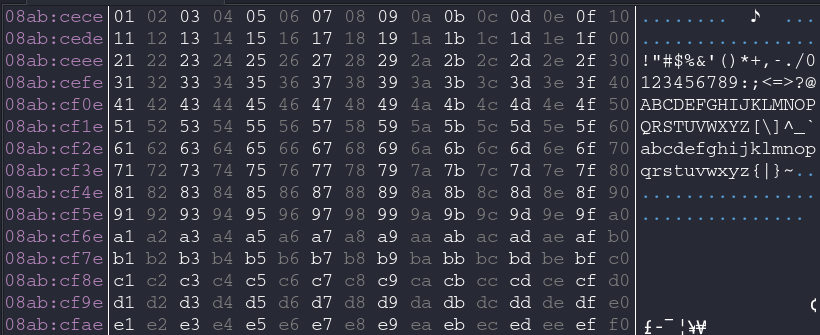 08ab:cece 01 02 03 04 05 06 07 08 09 0a 0b 0c 0d 0e 0f 10 ........ ♪ ...
08ab:cede 11 12 13 14 15 16 17 18 19 1a 1b 1c 1d 1e 1f 00 ................
08ab:ceee 21 22 23 24 25 26 27 28 29 2a 2b 2c 2d 2e 2f 30 !"#$%&'()*+,-./0
08ab:cefe 31 32 33 34 35 36 37 38 39 3a 3b 3c 3d 3e 3f 40 123456789:;<=>?@
08ab:cf0e 41 42 43 44 45 46 47 48 49 4a 4b 4c 4d 4e 4f 50 ABCDEFGHIJKLMNOP
08ab:cf1e 51 52 53 54 55 56 57 58 59 5a 5b 5c 5d 5e 5f 60 QRSTUVWXYZ[\]^_`
08ab:cf2e 61 62 63 64 65 66 67 68 69 6a 6b 6c 6d 6e 6f 70 abcdefghijklmnop
08ab:cf3e 71 72 73 74 75 76 77 78 79 7a 7b 7c 7d 7e 7f 80 qrstuvwxyz{|}~..
08ab:cf4e 81 82 83 84 85 86 87 88 89 8a 8b 8c 8d 8e 8f 90 ................
08ab:cf5e 91 92 93 94 95 96 97 98 99 9a 9b 9c 9d 9e 9f a0 ...............
08ab:cf6e a1 a2 a3 a4 a5 a6 a7 a8 a9 aa ab ac ad ae af b0
08ab:cf7e b1 b2 b3 b4 b5 b6 b7 b8 b9 ba bb bc bd be bf c0
08ab:cf8e c1 c2 c3 c4 c5 c6 c7 c8 c9 ca cb cc cd ce cf d0
08ab:cf9e d1 d2 d3 d4 d5 d6 d7 d8 d9 da db dc dd de df e0
08ab:cfae e1 e2 e3 e4 e5 e6 e7 e8 e9 ea eb ec ed ee ef f0